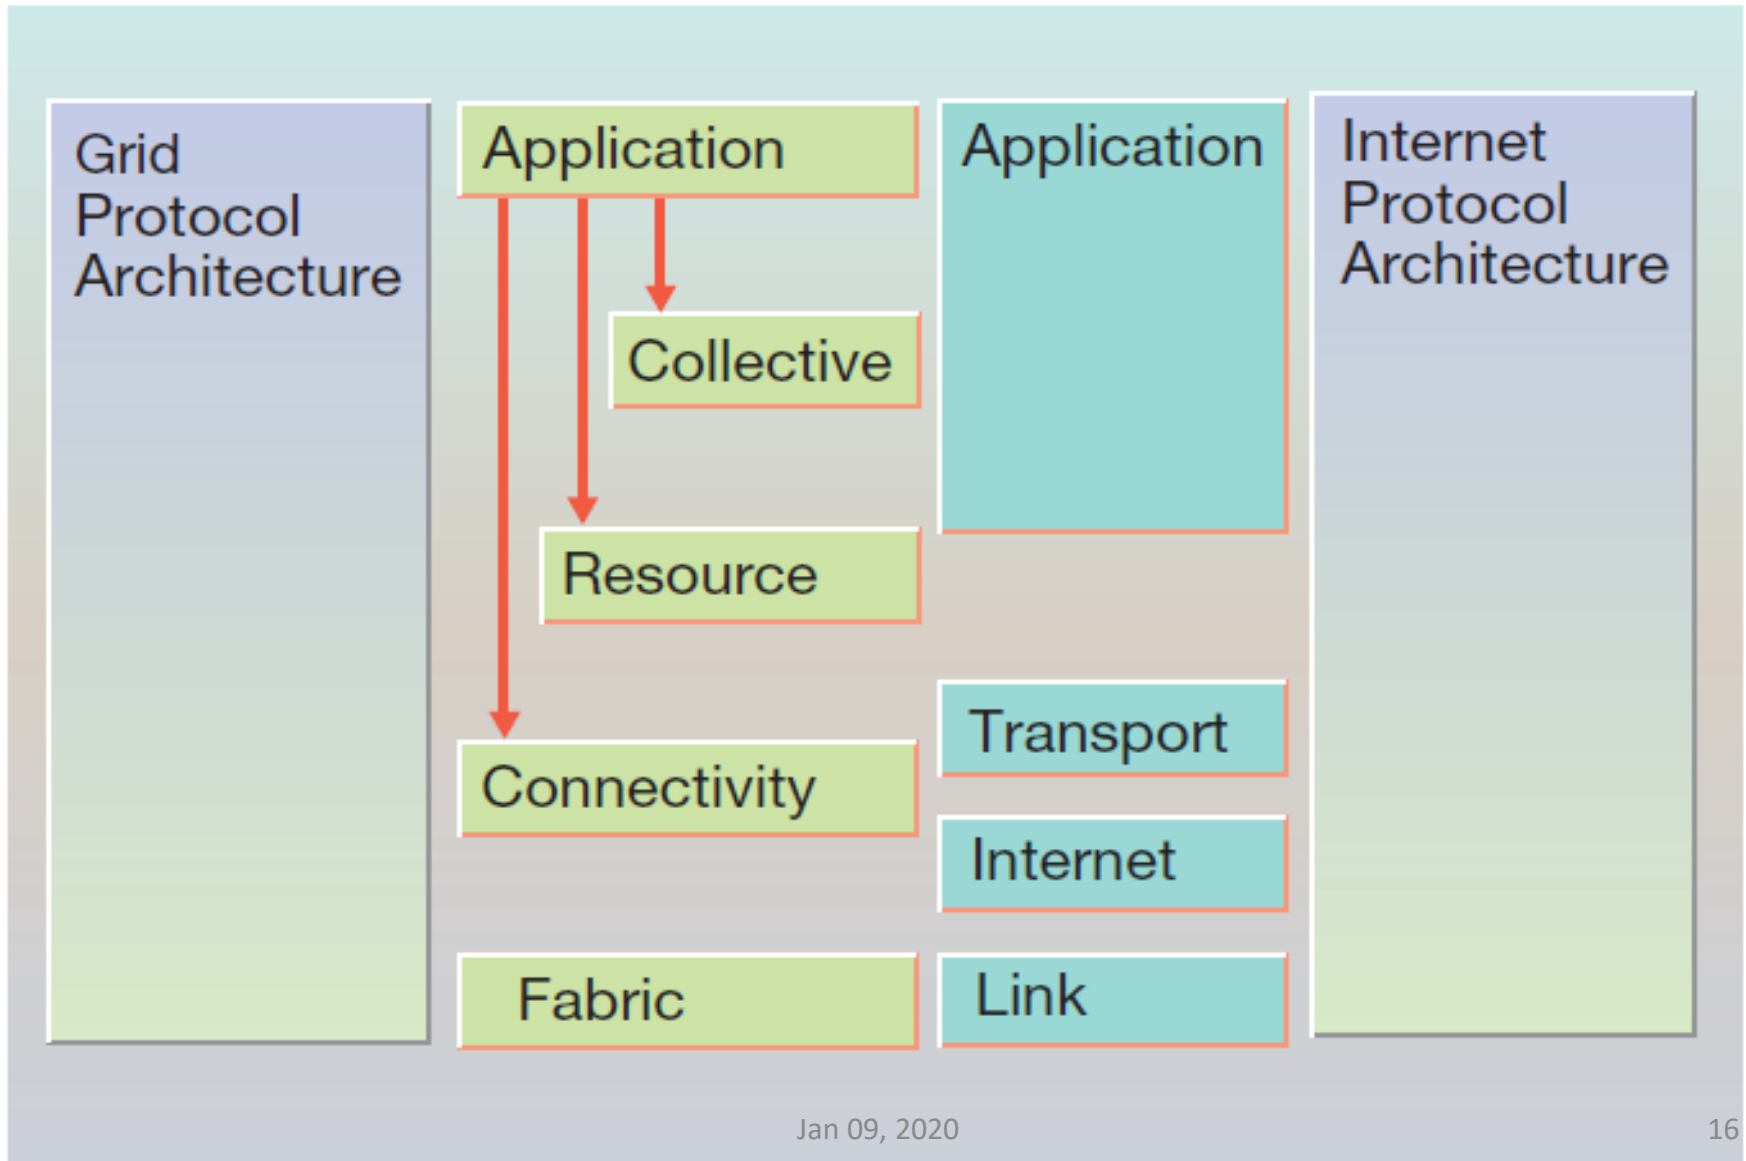 Grid
Protocol
Architecture
Application
Collective
Resource
Connectivity
Fabric
Application
Transport
Internet
Link
Internet
Protocol
Architecture
Jan 09, 2020
16